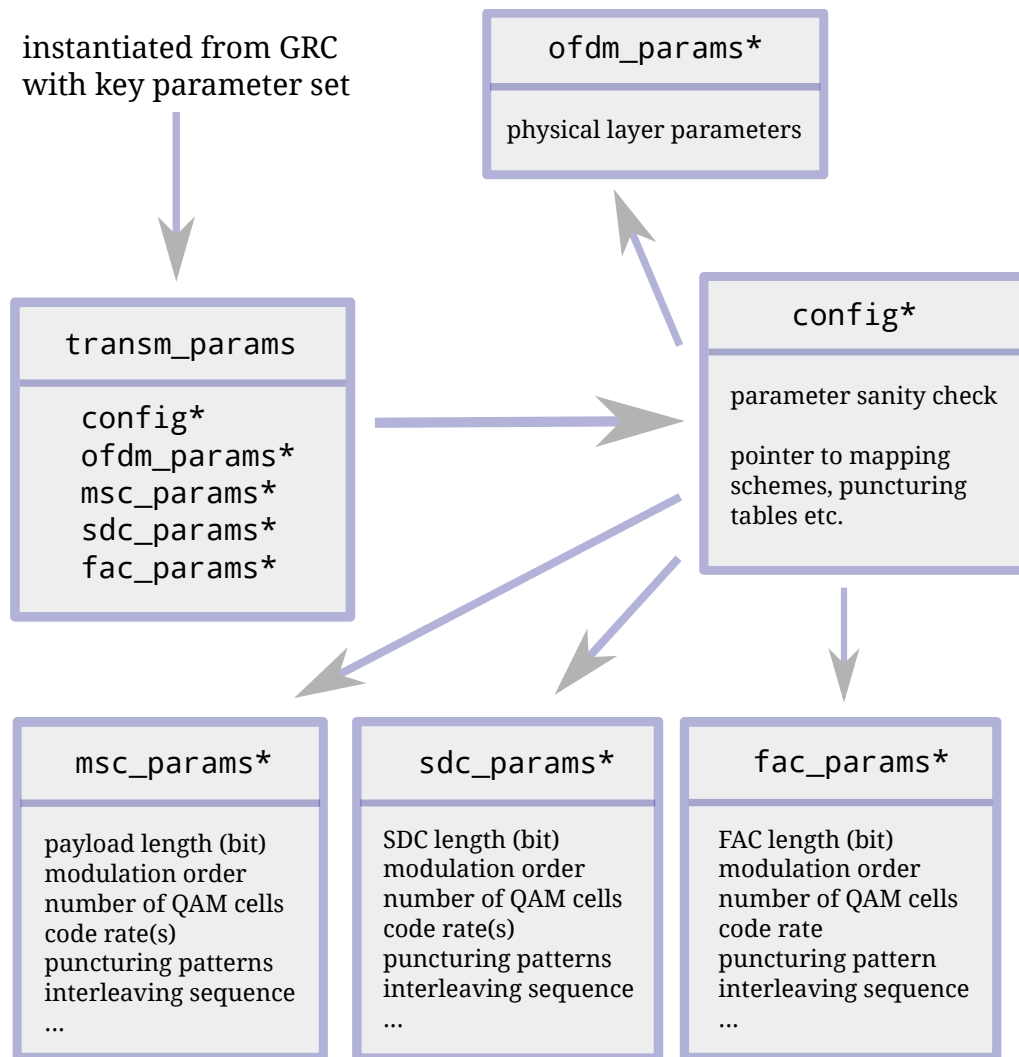 instantiated from GRC
with key parameter set
ofdm_params*
physical layer parameters
transm_params
config*
ofdm_params*
msc_params*
sdc_params*
fac_params*
config*
parameter sanity check
pointer to mapping
schemes, puncturing
tables etc.
msc_params*
payload length (bit)
modulation order
number of QAM cells
code rate(s)
puncturing patterns
interleaving sequence
...
sdc_params*
SDC length (bit)
modulation order
number of QAM cells
code rate(s)
puncturing patterns
interleaving sequence
...
fac_params*
FAC length (bit)
modulation order
number of QAM cells
code rate
puncturing pattern
interleaving sequence
...